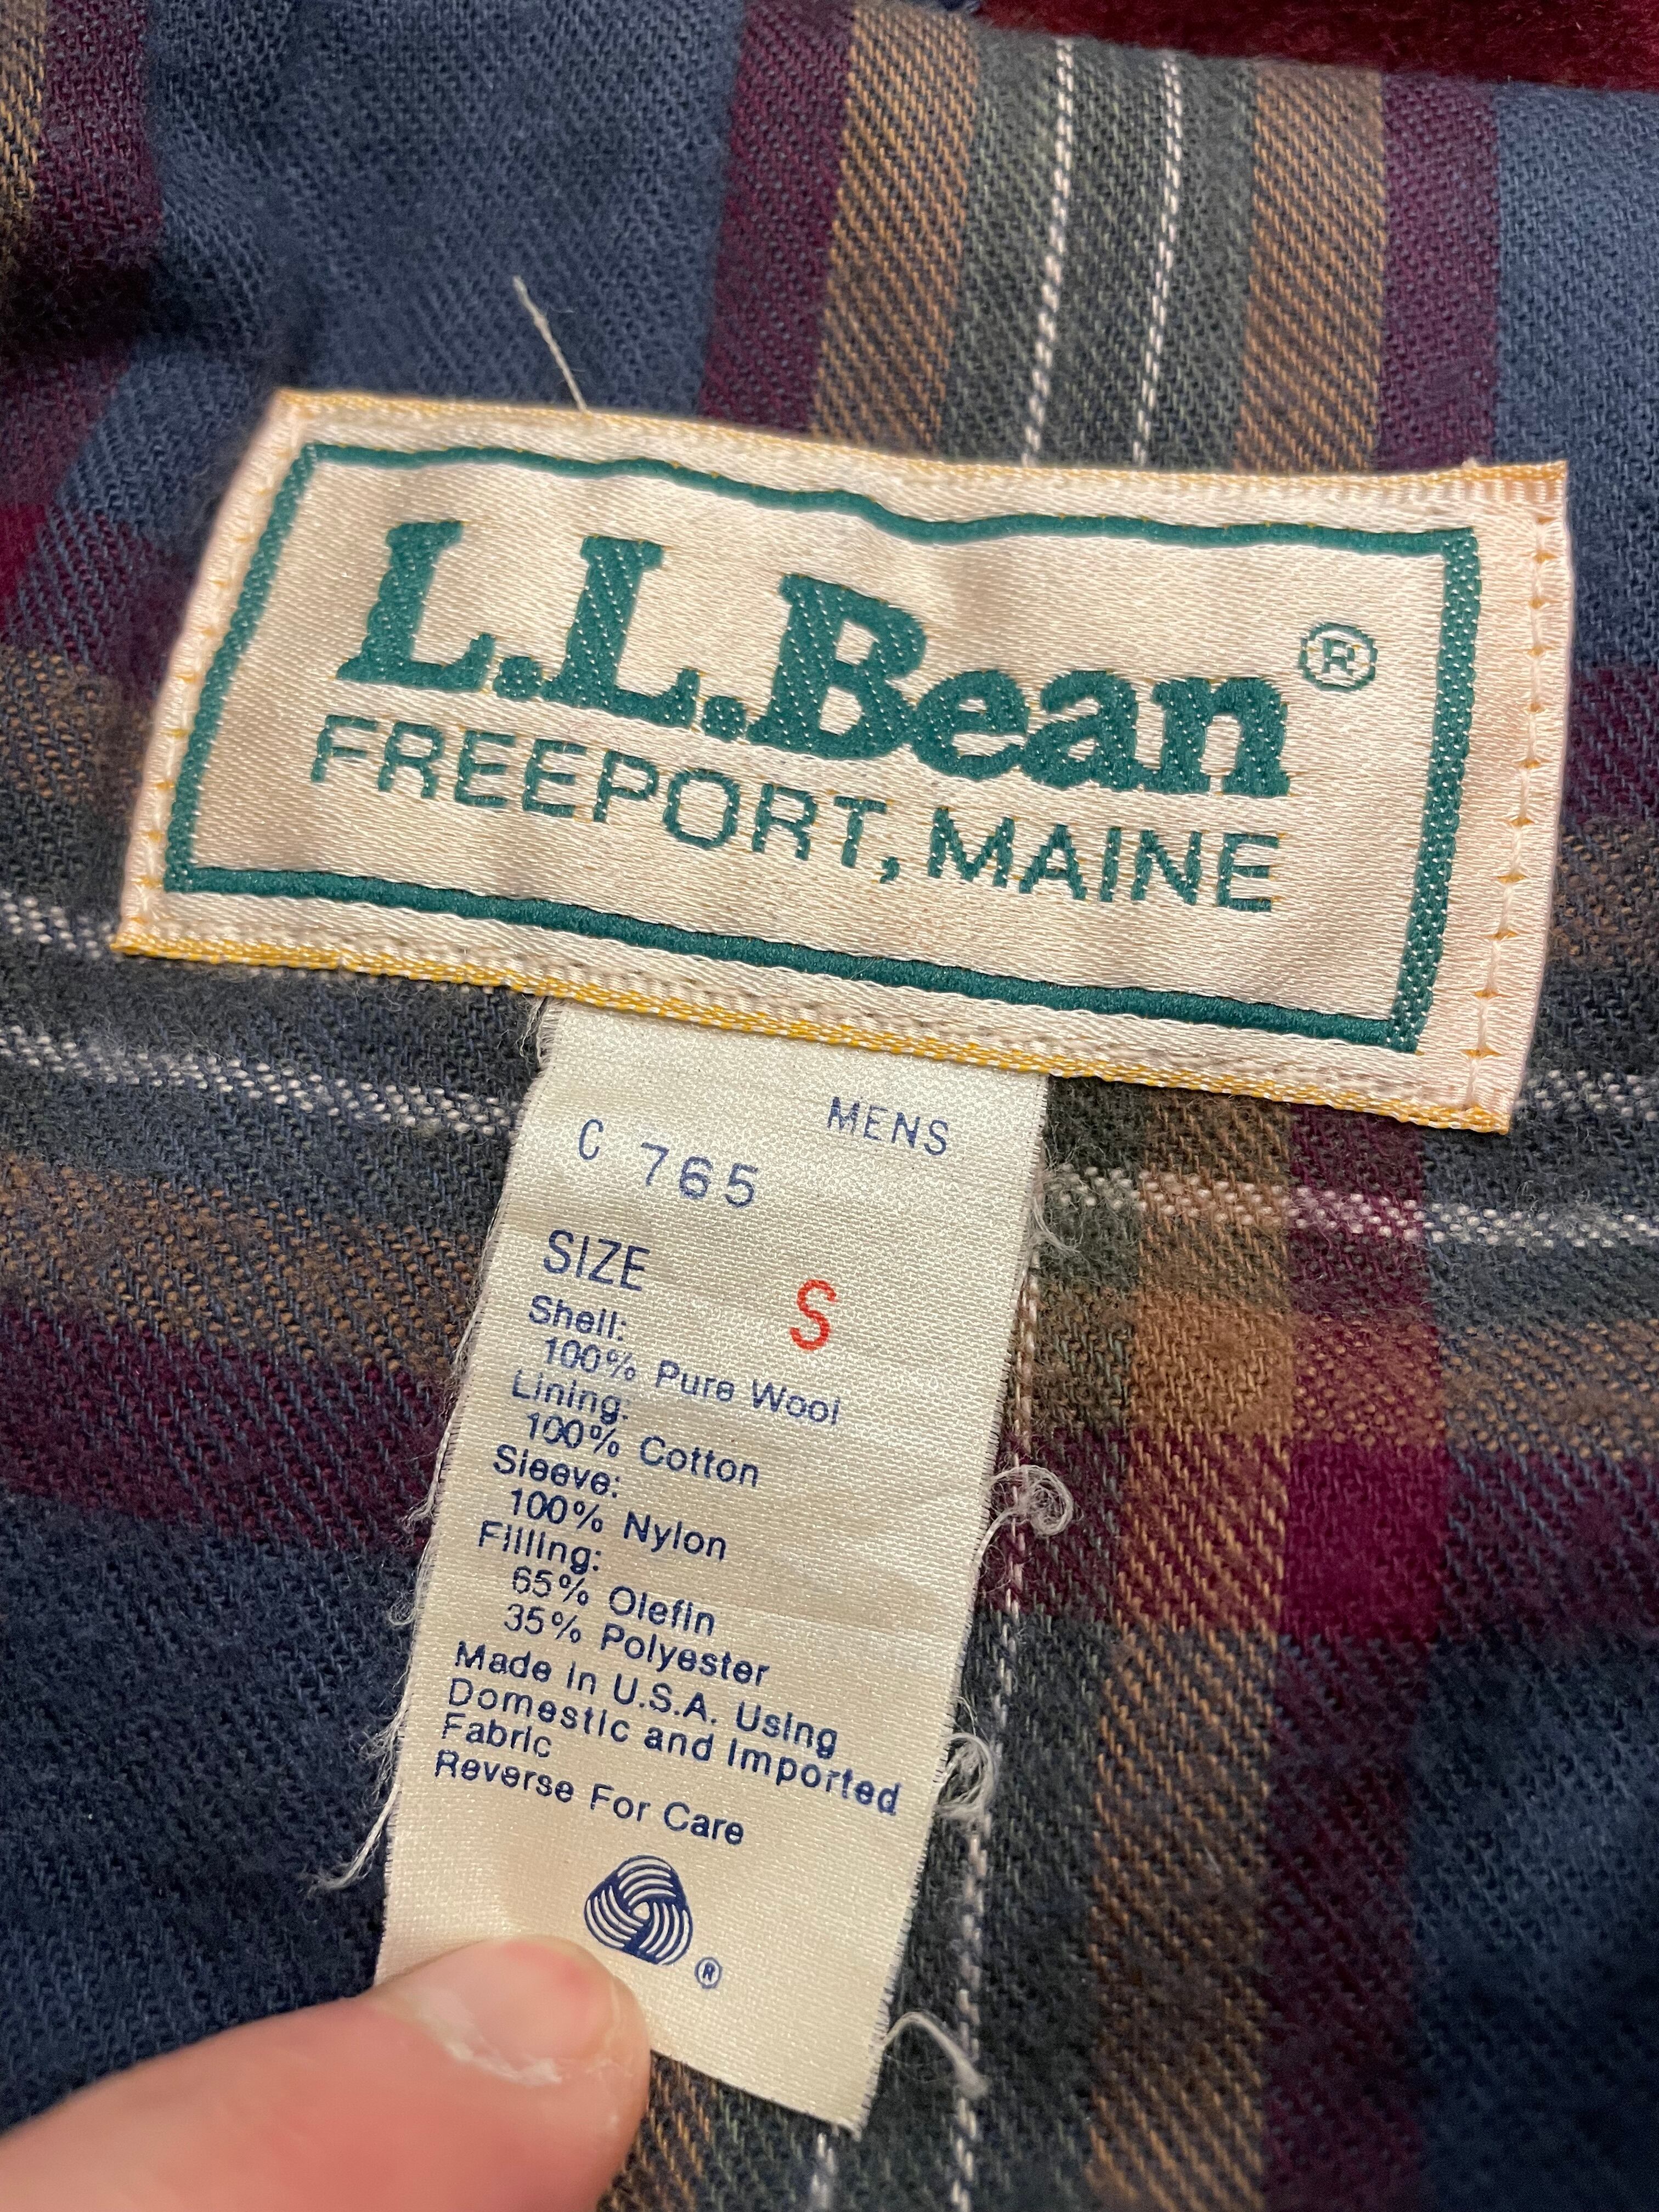 L.L.Bean®
FREEPORT, MAINE
MENS
C 765
SIZE S
Shell:
100% Pure Wool
Lining:
100% Cotton
Sleeve:
100% Nylon
Filling:
65% Olefin
35% Polyester
Made in U.S.A. Using
Domestic and Imported
Fabric
Reverse For Care
®